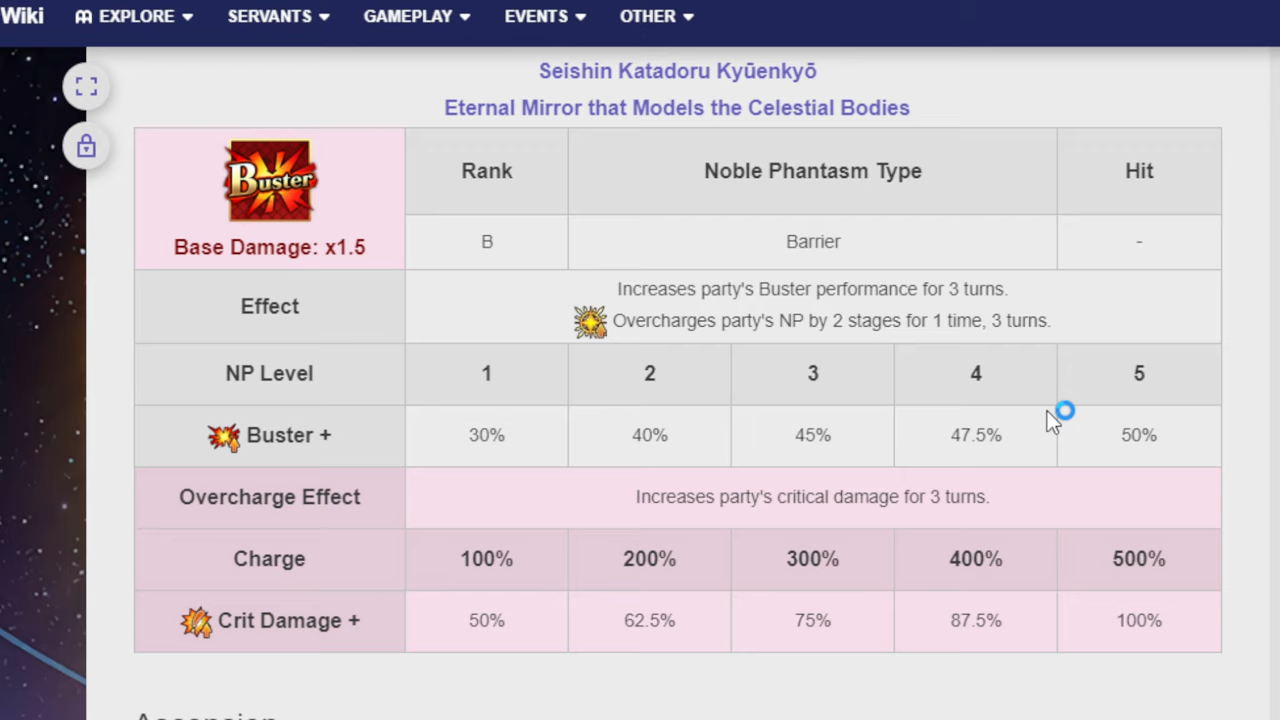 Wiki EXPLORE SERVANTS GAMEPLAY EVENTS OTHER
Seishin Katadoru Kyūenkyō
Eternal Mirror that Models the Celestial Bodies
Buster
Base Damage: x1.5
Rank Noble Phantasm Type Hit
B Barrier -
Effect
Increases party's Buster performance for 3 turns.
Overcharges party's NP by 2 stages for 1 time, 3 turns.
NP Level 1 2 3 4 5
Buster + 30% 40% 45% 47.5% 50%
Overcharge Effect Increases party's critical damage for 3 turns.
Charge 100% 200% 300% 400% 500%
Crit Damage + 50% 62.5% 75% 87.5% 100%
Ascension